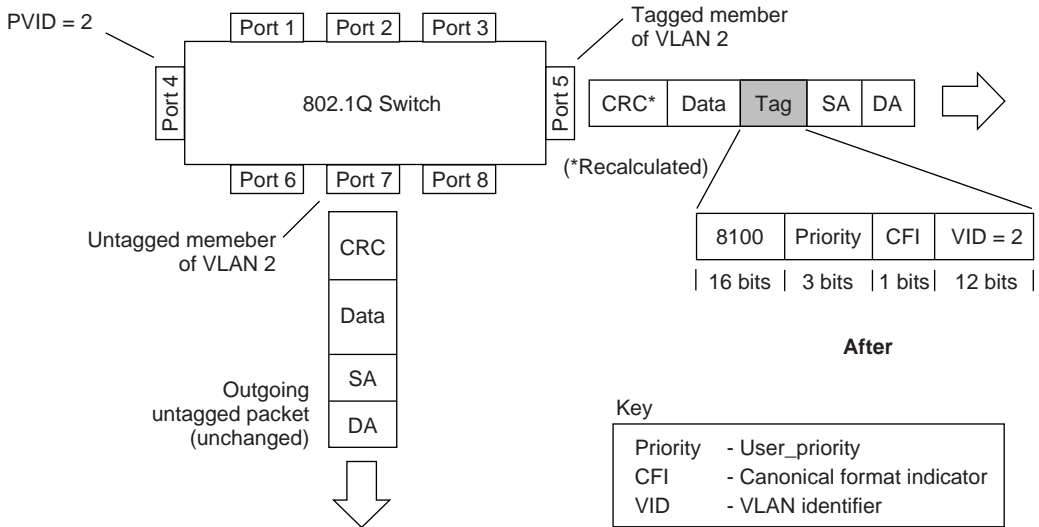 PVID = 2
Port 1
Port 2
Port 3
Tagged member
of VLAN 2
Port 4
802.1Q Switch
Port 5
CRC*
Data
Tag
SA
DA
(*Recalculated)
Port 6
Port 7
Port 8
Untagged memeber
of VLAN 2
CRC
Data
SA
DA
Outgoing
untagged packet
(unchanged)
8100
Priority
CFI
VID = 2
16 bits
3 bits
1 bits
12 bits
After
Key
Priority - User_priority
CFI - Canonical format indicator
VID - VLAN identifier